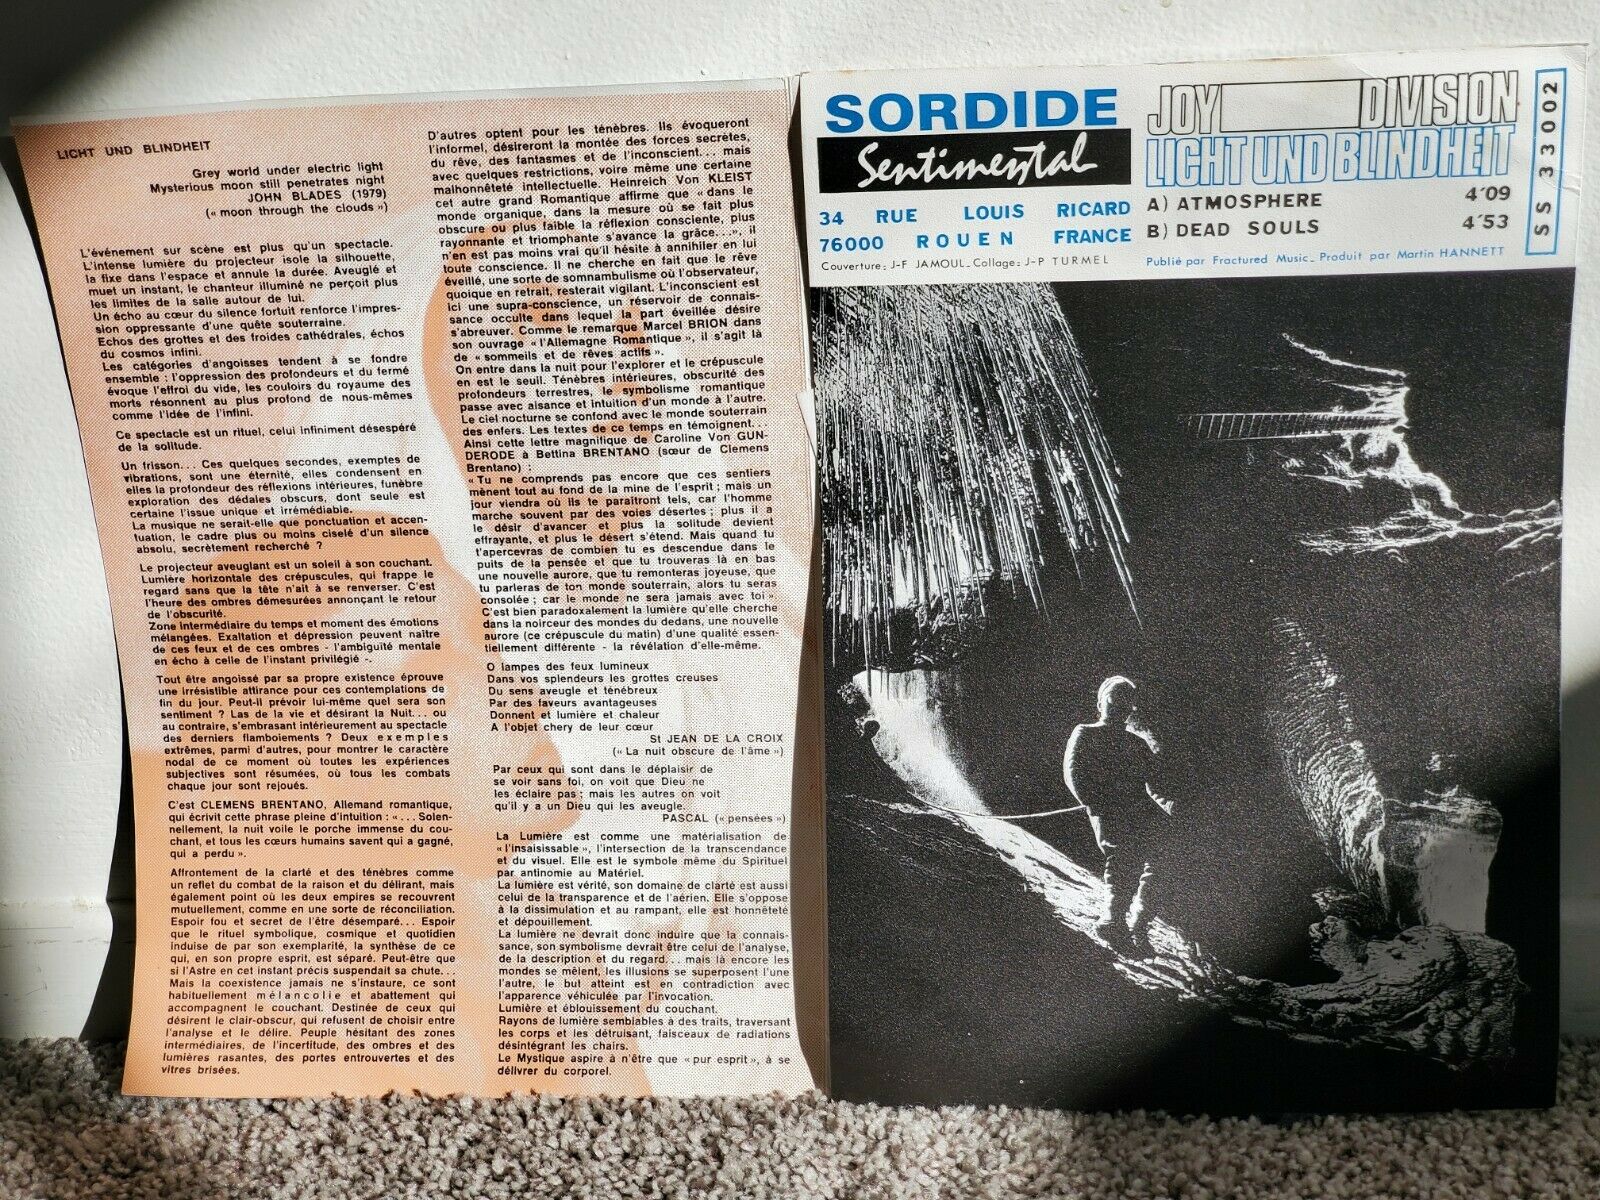 LICHT UND BLINDHEIT
Grey world under electric light
Mysterious moon still penetrates night
JOHN BLADES (1979)
(« moon through the clouds »)
L'événement sur scène est plus qu'un spectacle.
L'intense lumière du projecteur isole la silhouette,
la fixe dans l'espace et annule la durée. Aveuglé et
muet un instant, le chanteur illuminé ne perçoit plus
les limites de la salle autour de lui.
Un écho au cœur du silence fortuit renforce l'impres-
sion oppressante d'une quête souterraine.
Echos des grottes et des froides cathédrales, échos
du cosmos infini.
Les catégories d'angoisses tendent à se fondre
ensemble : l'oppression des profondeurs et du fermé
évoque l'effroi du vide, les couloirs du royaume des
morts résonnent au plus profond de nous-mêmes
comme l'idée de l'infini.
Ce spectacle est un rituel, celui infiniment désespéré
de la solitude.
Un frisson... Ces quelques secondes, exemptes de
vibrations, sont une éternité, elles condensent en
elles la profondeur des réflexions intérieures, funèbre
exploration des dédales obscurs, dont seule est
certaine l'issue unique et irrémédiable.
La musique ne serait-elle que ponctuation et accen-
tuation, le cadre plus ou moins ciselé d'un silence
absolu, secrètement recherché ?
Le projecteur aveuglant est un soleil à son couchant.
Lumière horizontale des crépuscules, qui frappe le
regard sans que la tête n'ait à se renverser. C'est
l'heure des ombres démesurées annonçant le retour
de l'obscurité.
Zone intermédiaire du temps et moment des émotions
mélangées. Exaltation et dépression peuvent naître
de ces feux et de ces ombres - l'ambiguïté mentale
en écho à celle de l'instant privilégié -.
Tout être angoissé par sa propre existence éprouve
une irrésistible attirance pour ces contemplations de
fin du jour. Peut-il prévoir lui-même quel sera son
sentiment ? Las de la vie et désirant la Nuit... ou
au contraire, s'embrasant intérieurement au spectacle
des derniers flamboiements ? Deux exemples
extrêmes, parmi d'autres, pour montrer le caractère
nodal de ce moment où toutes les expériences
subjectives sont résumées, où tous les combats
chaque jour sont rejoués.
C'est CLEMENS BRENTANO, Allemand romantique,
qui écrivit cette phrase pleine d'intuition : «... Solen-
nellement, la nuit voile le porche immense du cou-
chant, et tous les cœurs humains savent qui a gagné,
qui a perdu ».
Affrontement de la clarté et des ténèbres comme
un reflet du combat de la raison et du délirant, mais
également point où les deux empires se recouvrent
mutuellement, comme en une sorte de réconciliation.
Espoir fou et secret de l'être désemparé... Espoir
que le rituel symbolique, cosmique et quotidien
induise de par son exemplarité, la synthèse de ce
qui, en son propre esprit, est séparé. Peut-être que
si l'Astre en cet instant précis suspendait sa chute...
Mais la coexistence jamais ne s'instaure, ce sont
habituellement mélancolie et abattement qui
accompagnent le couchant. Destinée de ceux qui
désirent le clair-obscur, qui refusent de choisir entre
l'analyse et le délire. Peuple hésitant des zones
intermédiaires, de l'incertitude, des ombres et des
lumières rasantes, des portes entrouvertes et des
vitres brisées.
D'autres optent pour les ténèbres. Ils évoqueront
l'informel, désireront la montée des forces secrètes,
du rêve, des fantasmes et de l'inconscient... mais
avec quelques restrictions, voire même une certaine
malhonnêteté intellectuelle. Heinreich Von KLEIST
cet autre grand Romantique affirme que « dans le
monde organique, dans la mesure où se fait plus
obscure ou plus faible la réflexion consciente, plus
rayonnante et triomphante s'avance la grâce...», il
n'en est pas moins vrai qu'il hésite à annihiler en lui
toute conscience. Il ne cherche en fait que le rêve
éveillé, une sorte de somnambulisme où l'observateur,
quoique en retrait, resterait vigilant. L'inconscient est
ici une supra-conscience, un réservoir de connais-
sance occulte dans lequel la part éveillée désire
s'abreuver. Comme le remarque Marcel BRION dans
son ouvrage « l'Allemagne Romantique », il s'agit là
de « sommeils et de rêves actifs ».
On entre dans la nuit pour l'explorer et le crépuscule
en est le seuil. Ténèbres intérieures, obscurité des
profondeurs terrestres, le symbolisme romantique
passe avec aisance et intuition d'un monde à l'autre.
Le ciel nocturne se confond avec le monde souterrain
des enfers. Les textes de ce temps en témoignent...
Ainsi cette lettre magnifique de Caroline Von GUN-
DERODE à Bettina BRENTANO (sœur de Clemens
Brentano) :
« Tu ne comprends pas encore que ces sentiers
mènent tout au fond de la mine de l'esprit ; mais un
jour viendra où ils te paraîtront tels, car l'homme
marche souvent par des voies désertes ; plus il a
le désir d'avancer et plus la solitude devient
effrayante, et plus le désert s'étend. Mais quand tu
t'apercevras de combien tu es descendue dans le
puits de la pensée et que tu trouveras là en bas
une nouvelle aurore, que tu remonteras joyeuse, que
tu parleras de ton monde souterrain, alors tu seras
consolée ; car le monde ne sera jamais avec toi ».
C'est bien paradoxalement la lumière qu'elle cherche
dans la noirceur des mondes du dedans, une nouvelle
aurore (ce crépuscule du matin) d'une qualité essen-
tiellement différente - la révélation d'elle-même.
O lampes des feux lumineux
Dans vos splendeurs les grottes creuses
Du sens aveugle et ténébreux
Par des faveurs avantageuses
Donnent et lumière et chaleur
A l'objet chery de leur cœur
St JEAN DE LA CROIX
(« La nuit obscure de l'âme »)
Par ceux qui sont dans le déplaisir de
se voir sans foi, on voit que Dieu ne
les éclaire pas ; mais les autres on voit
qu'il y a un Dieu qui les aveugle.
PASCAL (« pensées »)
La Lumière est comme une matérialisation de
« l'insaisissable », l'intersection de la transcendance
et du visuel. Elle est le symbole même du Spirituel
par antinomie au Matériel.
La lumière est vérité, son domaine de clarté est aussi
celui de la transparence et de l'aérien. Elle s'oppose
à la dissimulation et au rampant, elle est honnêteté
et dépouillement.
La lumière ne devrait donc induire que la connais-
sance, son symbolisme devrait être celui de l'analyse,
de la description et du regard... mais là encore les
mondes se mêlent, les illusions se superposent l'une
l'autre, le but atteint est en contradiction avec
l'apparence véhiculée par l'invocation.
Lumière et éblouissement du couchant.
Rayons de lumière semblables à des traits, traversant
les corps et les détruisant, faisceaux de radiations
désintégrant les chairs.
Le Mystique aspire à n'être que « pur esprit », à se
délivrer du corporel.
SORDIDE
Sentimental
34 RUE LOUIS RICARD
76000 ROUEN FRANCE
Couverture : J-F JAMOUL_Collage : J-P TURMEL
JOY DIVISION
LICHT UND BLINDHEIT
A) ATMOSPHERE 4'09
B) DEAD SOULS 4'53
Publié par Fractured Music_ Produit par Martin HANNETT
SS 33002